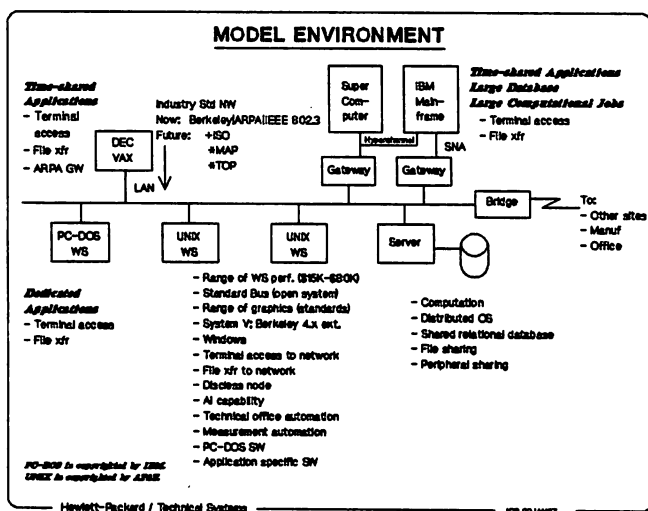 MODEL ENVIRONMENT
Time-shared
Applications
- Terminal
access
- File xfr
- ARPA GW
DEC
VAX
LAN
Industry Std NW
Now: Berkeley|ARPA|IEEE 802.3
Future: +ISO
*MAP
*TOP
Super
Com-
puter
IBM
Main-
frame
Hyperchannel
SNA
Gateway
Gateway
Time-shared Applications
Large Database
Large Computational Jobs
- Terminal access
- File xfr
Bridge
To:
- Other sites
- Manuf
- Office
PC-DOS
WS
UNIX
WS
UNIX
WS
Server
Dedicated
Applications
- Terminal access
- File xfr
- Range of WS perf. ($15K-$80K)
- Standard Bus (open system)
- Range of graphics (standards)
- System V; Berkeley 4.x ext.
- Windows
- Terminal access to network
- File xfr to network
- Discless node
- AI capability
- Technical office automation
- Measurement automation
- PC-DOS SW
- Application specific SW
- Computation
- Distributed OS
- Shared relational database
- File sharing
- Peripheral sharing
PC-DOS is copyrighted by IBM.
UNIX is copyrighted by
Hewlett-Packard / Technical Systems